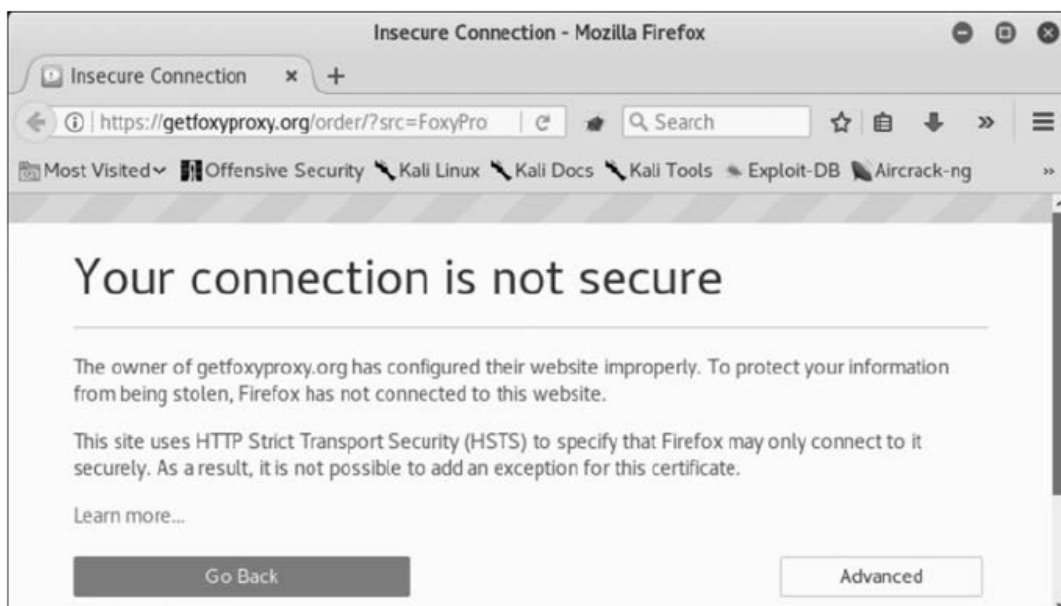 Insecure Connection - Mozilla Firefox
Insecure Connection
https://getfoxyproxy.org/order/?src=FoxyPro
Search
Most Visited Offensive Security Kali Linux Kali Docs Kali Tools Exploit-DB Aircrack-ng
Your connection is not secure
The owner of getfoxyproxy.org has configured their website improperly. To protect your information
from being stolen, Firefox has not connected to this website.
This site uses HTTP Strict Transport Security (HSTS) to specify that Firefox may only connect to it
securely. As a result, it is not possible to add an exception for this certificate.
Learn more...
Go Back Advanced